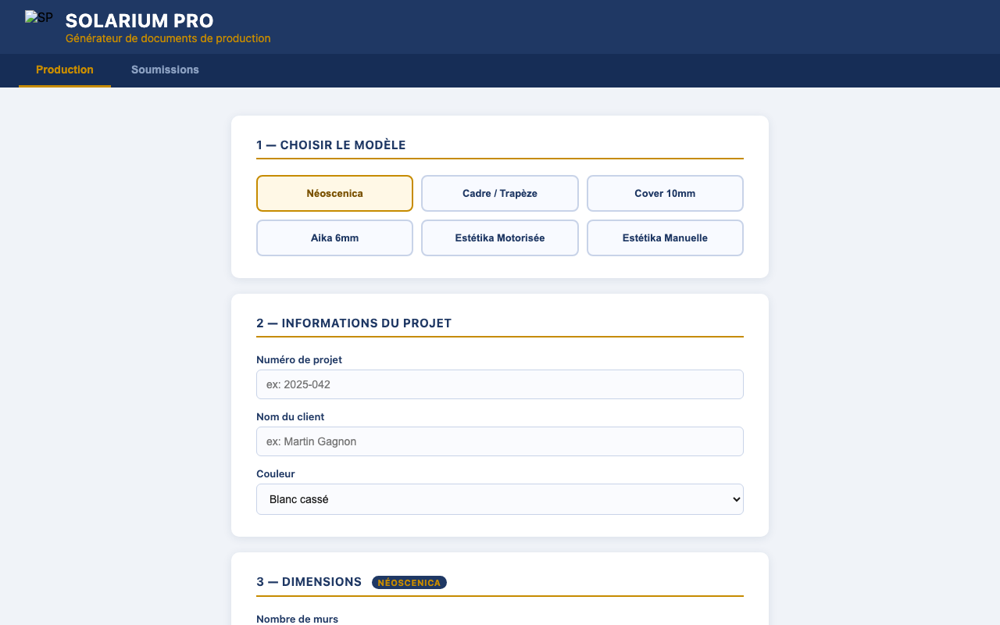 SP
SOLARIUM PRO
Générateur de documents de production
Production
Soumissions
1 — CHOISIR LE MODÈLE
Néoscenica
Cadre / Trapèze
Cover 10mm
Aika 6mm
Estétika Motorisée
Estétika Manuelle
2 — INFORMATIONS DU PROJET
Numéro de projet
ex: 2025-042
Nom du client
ex: Martin Gagnon
Couleur
Blanc cassé
3 — DIMENSIONS NÉOSCENICA
Nombre de murs